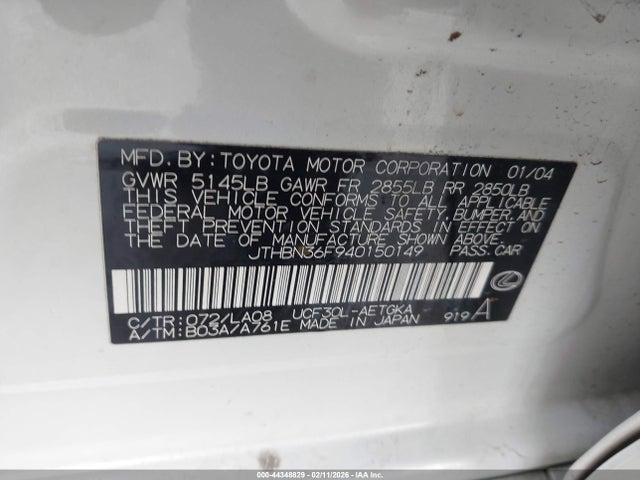 MFD. BY: TOYOTA MOTOR CORPORATION 01/04
GVWR 5145LB GAWR FR 2855LB RR 2850LB
THIS VEHICLE CONFORMS TO ALL APPLICABLE
FEDERAL MOTOR VEHICLE SAFETY, BUMPER, AND
THEFT PREVENTION STANDARDS IN EFFECT ON
THE DATE OF MANUFACTURE SHOWN ABOVE.
JTHBN36F940150149 PASS. CAR
C/TR: 072/LA08 UCF30L-AETGKA
A/TM: B03A/A761E MADE IN JAPAN 919 A
000-44348829 - 02/11/2026 - COPYRIGHT IAA, LLC.